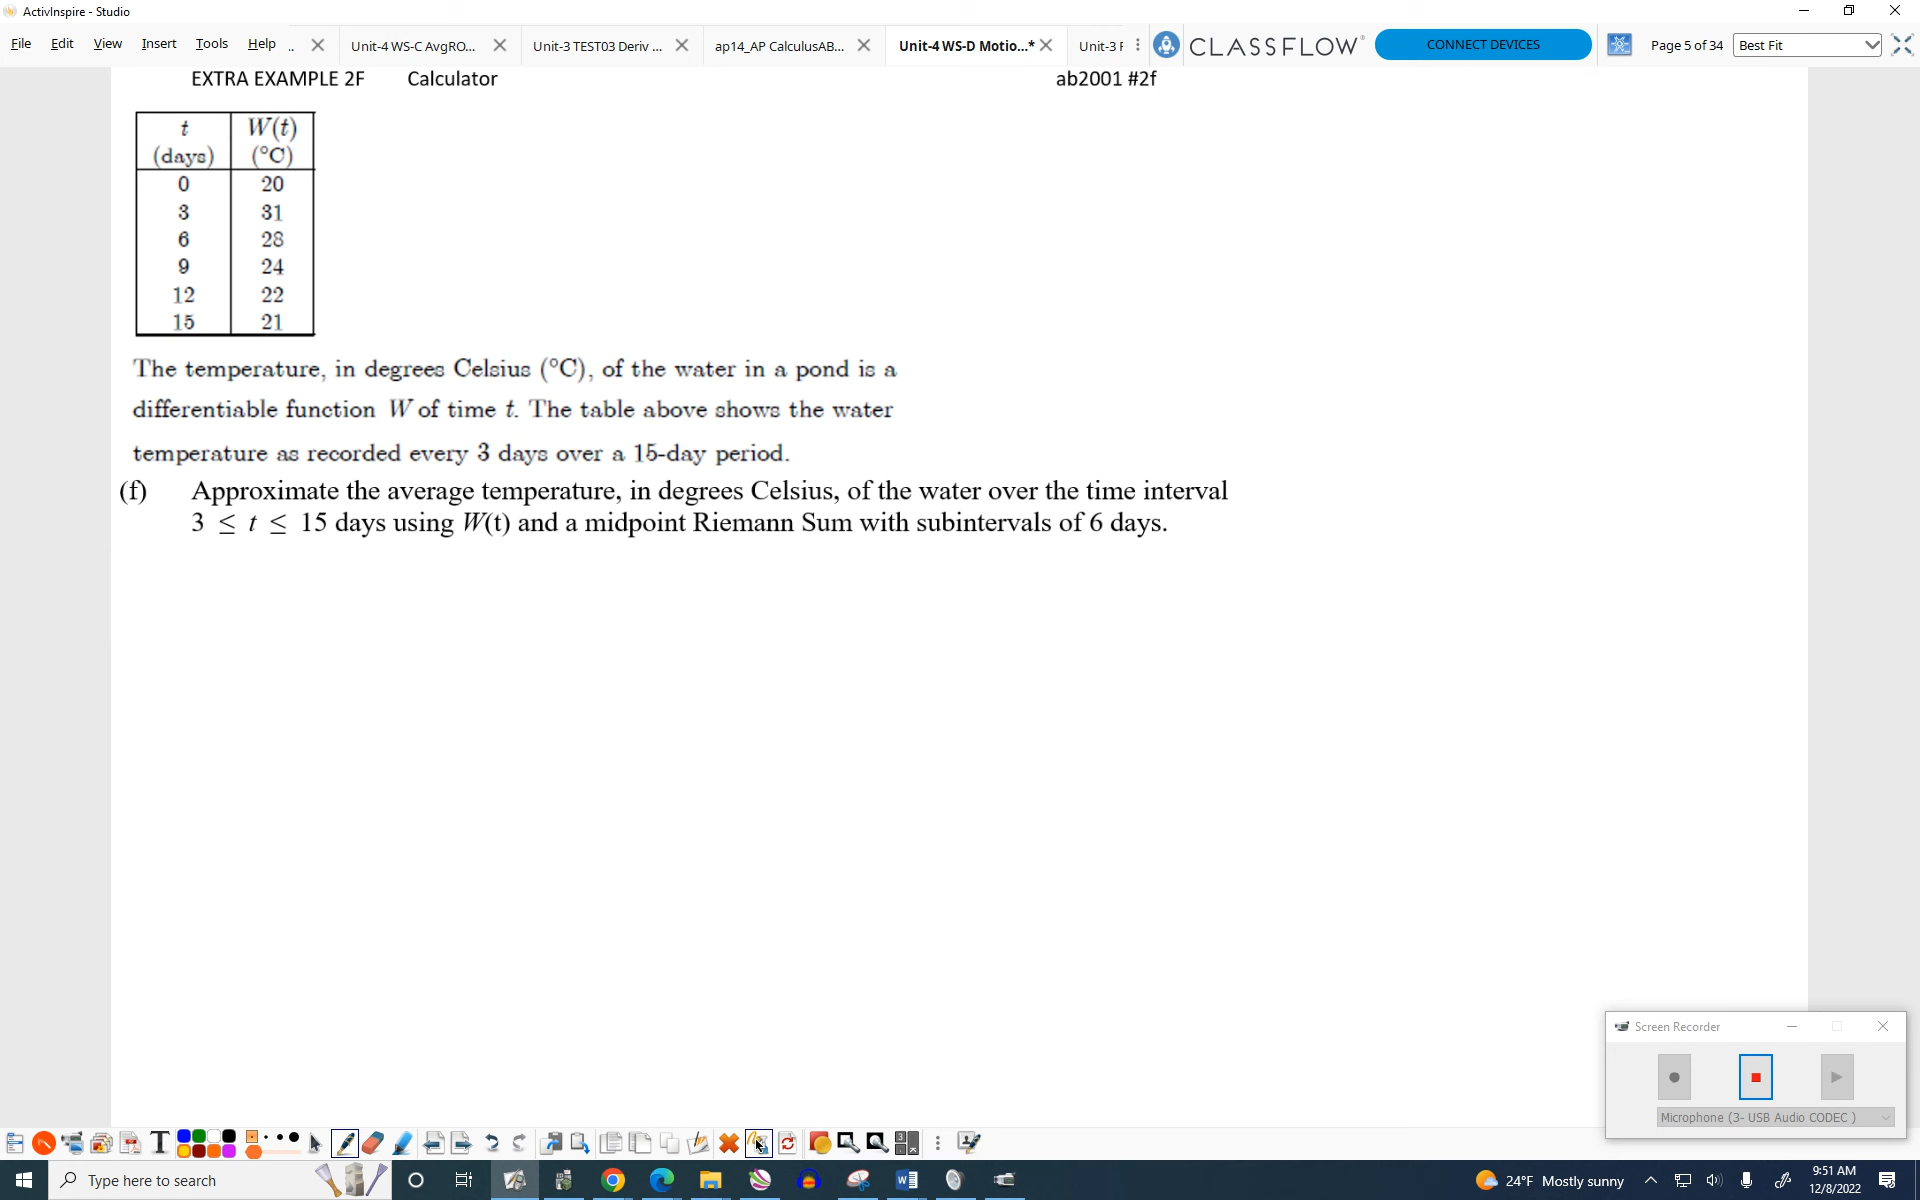 ActivInspire - Studio
File Edit View Insert Tools Help .. Unit-4 WS-C AvgRO... Unit-3 TEST03 Deriv ... ap14_AP CalculusAB... Unit-4 WS-D Motio...* Unit-3 F CLASSFLOW CONNECT DEVICES Page 5 of 34 Best Fit
EXTRA EXAMPLE 2F Calculator ab2001 #2f
t W(t)
(days) (°C)
0 20
3 31
6 28
9 24
12 22
15 21
The temperature, in degrees Celsius (°C), of the water in a pond is a
differentiable function W of time t. The table above shows the water
temperature as recorded every 3 days over a 15-day period.
(f) Approximate the average temperature, in degrees Celsius, of the water over the time interval
3 ≤ t ≤ 15 days using W(t) and a midpoint Riemann Sum with subintervals of 6 days.
Screen Recorder
Microphone (3- USB Audio CODEC )
Type here to search
24°F Mostly sunny
9:51 AM
12/8/2022